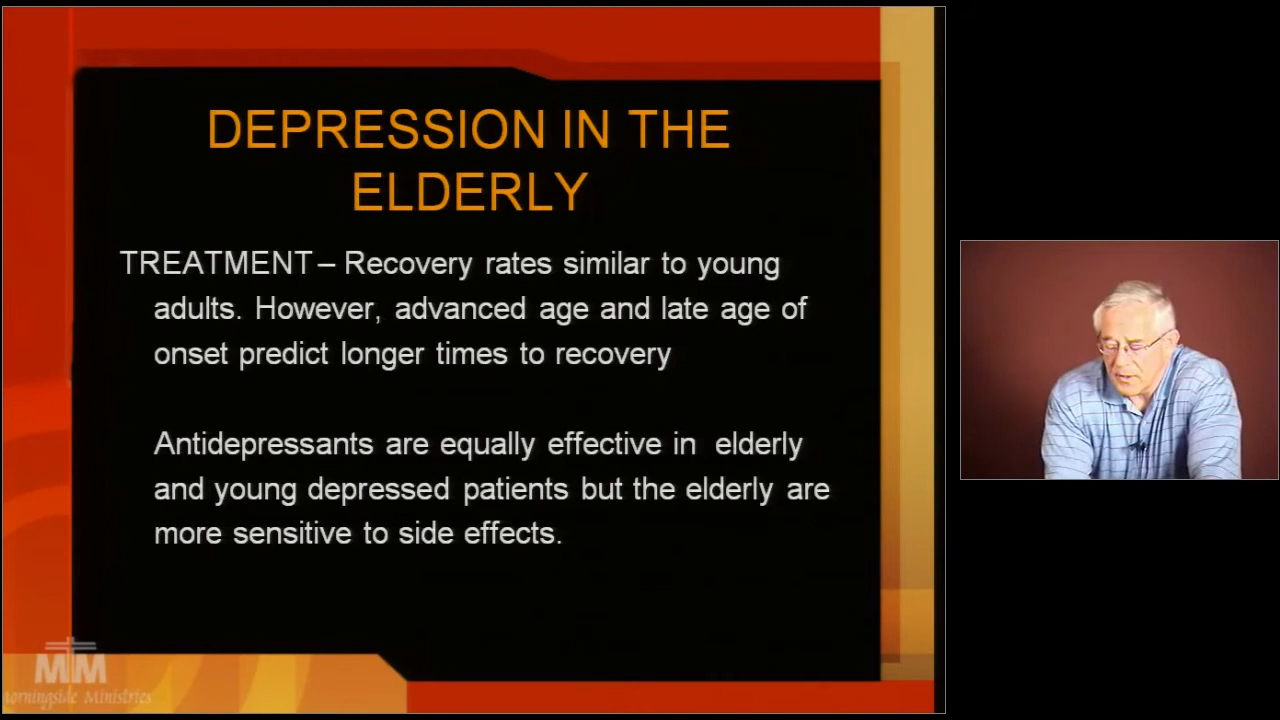 DEPRESSION IN THE
ELDERLY
TREATMENT – Recovery rates similar to young
adults. However, advanced age and late age of
onset predict longer times to recovery
Antidepressants are equally effective in elderly
and young depressed patients but the elderly are
more sensitive to side effects.
MM
Morningside Ministries